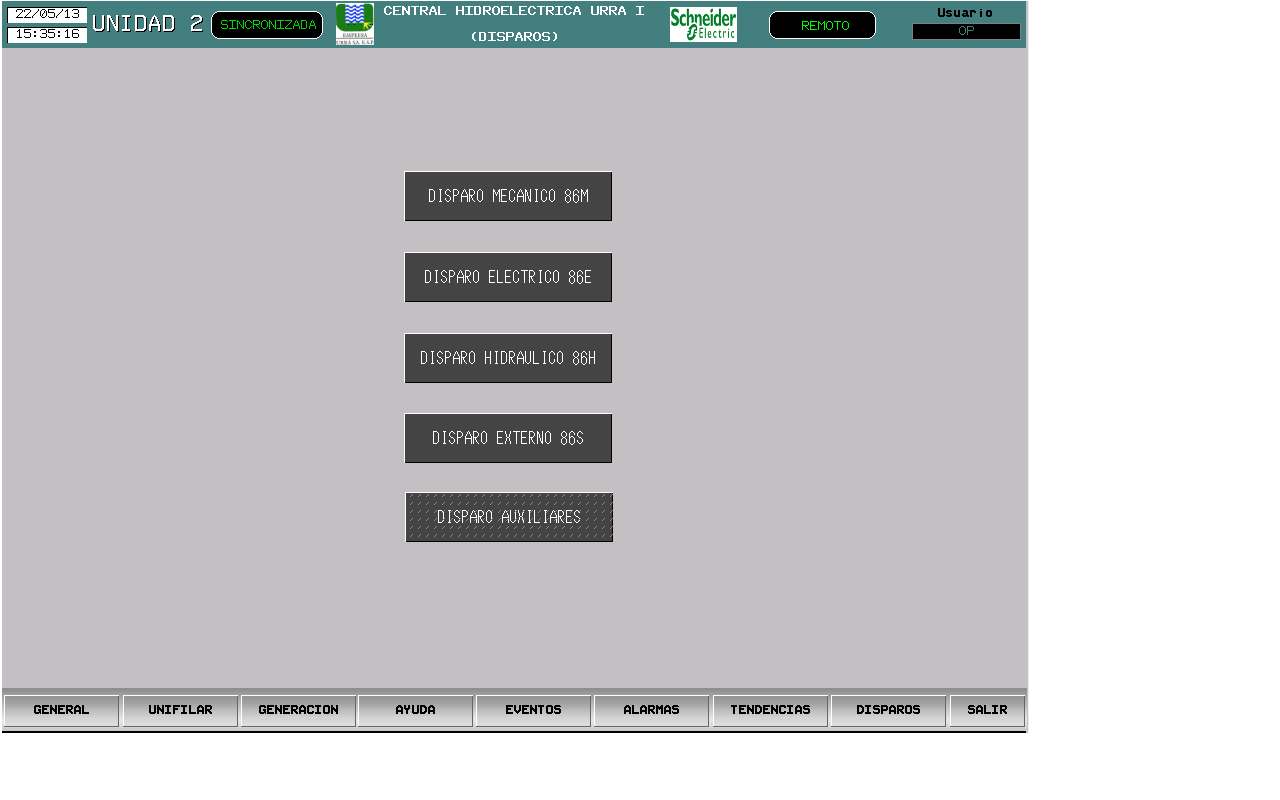 22/05/13
15:35:16
UNIDAD 2
SINCRONIZADA
EMPRESA
URRÁ S.A. E.S.P.
CENTRAL HIDROELECTRICA URRA I
(DISPAROS)
Schneider
Electric
REMOTO
Usuario
OP
DISPARO MECANICO 86M
DISPARO ELECTRICO 86E
DISPARO HIDRAULICO 86H
DISPARO EXTERNO 86S
DISPARO AUXILIARES
GENERAL
UNIFILAR
GENERACION
AYUDA
EVENTOS
ALARMAS
TENDENCIAS
DISPAROS
SALIR